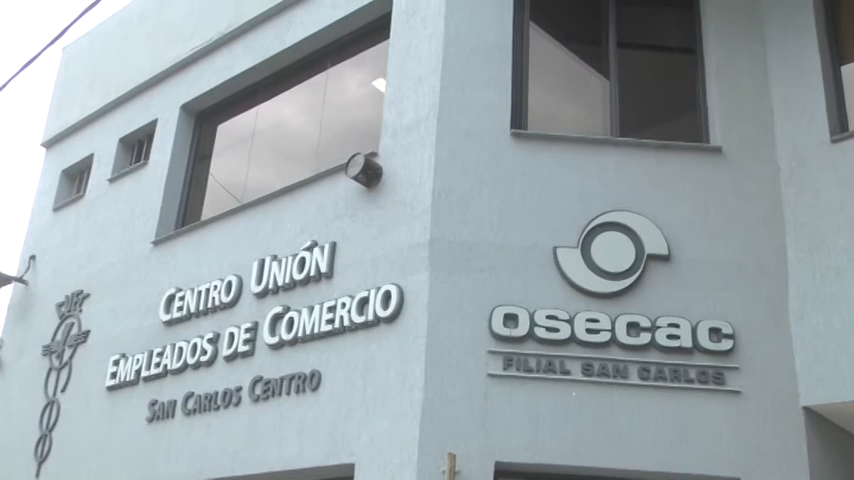 CENTRO UNIÓN
EMPLEADOS DE COMERCIO
SAN CARLOS CENTRO
osecac
FILIAL SAN CARLOS